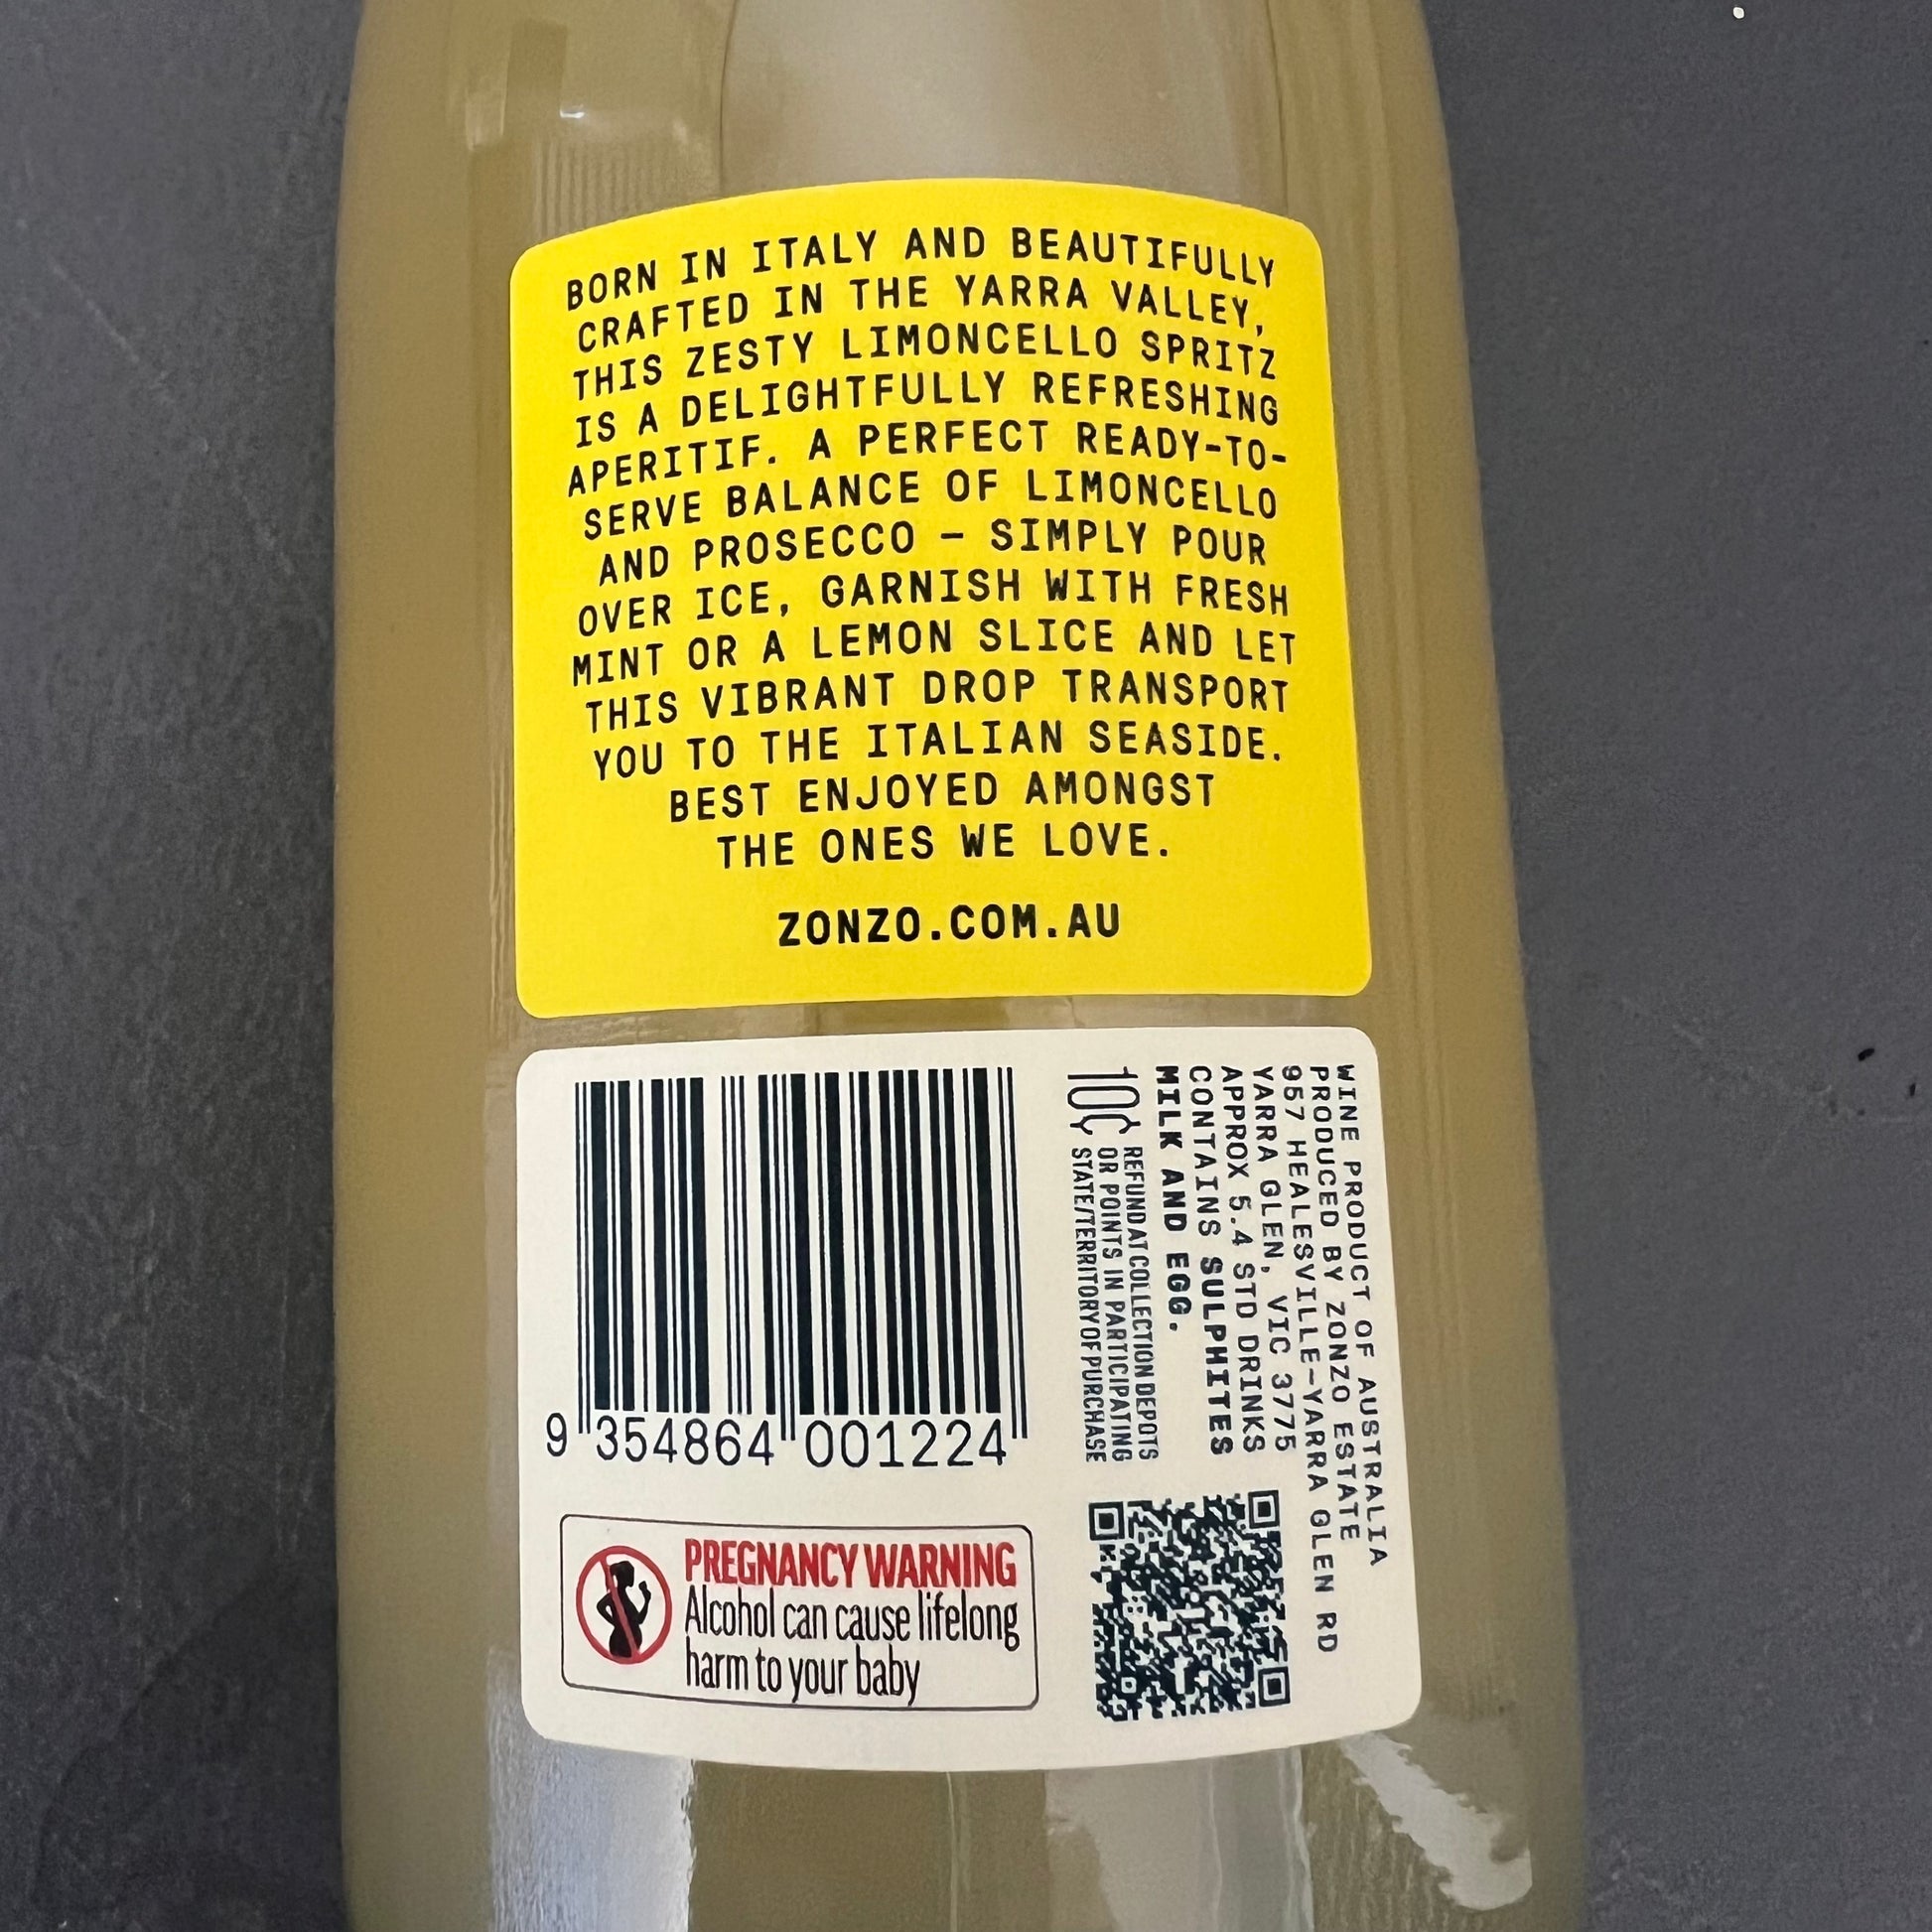 BORN IN ITALY AND BEAUTIFULLY
CRAFTED IN THE YARRA VALLEY,
THIS ZESTY LIMONCELLO SPRITZ
IS A DELIGHTFULLY REFRESHING
APERITIF. A PERFECT READY-TO-
SERVE BALANCE OF LIMONCELLO
AND PROSECCO – SIMPLY POUR
OVER ICE, GARNISH WITH FRESH
MINT OR A LEMON SLICE AND LET
THIS VIBRANT DROP TRANSPORT
YOU TO THE ITALIAN SEASIDE.
BEST ENJOYED AMONGST
THE ONES WE LOVE.
ZONZO.COM.AU
9 354864 001224
PREGNANCY WARNING
Alcohol can cause lifelong
harm to your baby
WINE PRODUCT OF AUSTRALIA
PRODUCED BY ZONZO ESTATE
957 HEALESVILLE-YARRA GLEN RD
YARRA GLEN, VIC 3775
APPROX 5.4 STD DRINKS
CONTAINS SULPHITES
MILK AND EGG.
10¢
REFUND AT COLLECTION DEPOTS
OR POINTS IN PARTICIPATING
STATE/TERRITORY OF PURCHASE